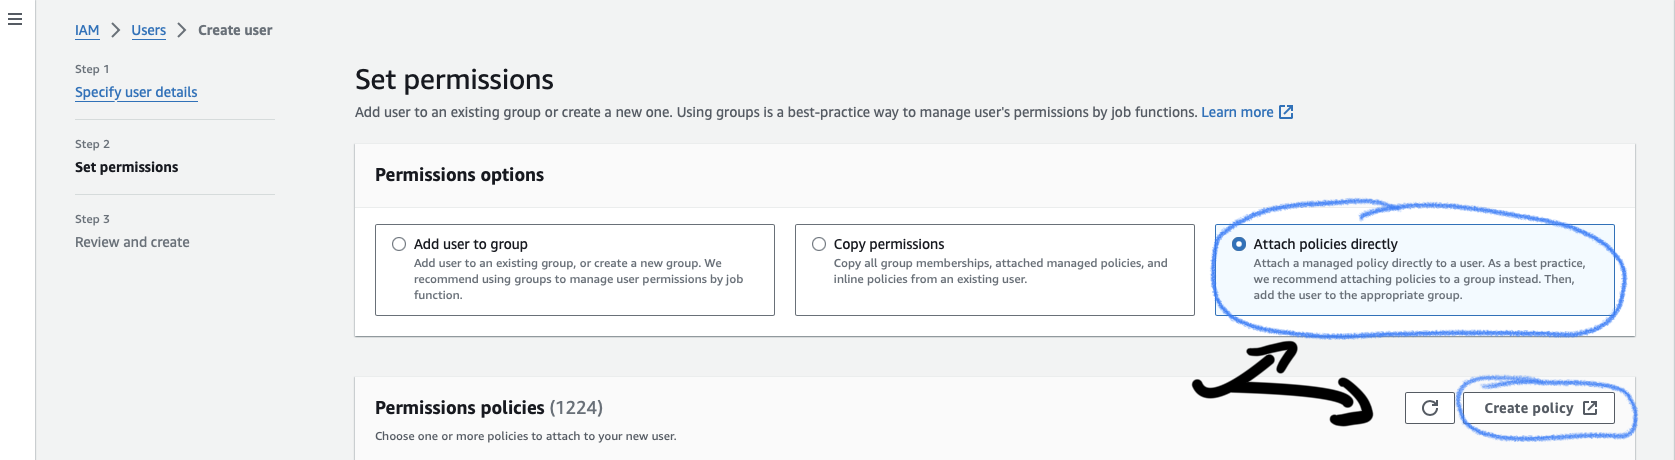 IAM > Users > Create user
Step 1
Specify user details
Step 2
Set permissions
Step 3
Review and create
Set permissions
Add user to an existing group or create a new one. Using groups is a best-practice way to manage user's permissions by job functions. Learn more
Permissions options
Add user to group
Add user to an existing group, or create a new group. We
recommend using groups to manage user permissions by job
function.
Copy permissions
Copy all group memberships, attached managed policies, and
inline policies from an existing user.
Attach policies directly
Attach a managed policy directly to a user. As a best practice,
we recommend attaching policies to a group instead. Then,
add the user to the appropriate group.
Permissions policies (1224)
Choose one or more policies to attach to your new user.
Create policy